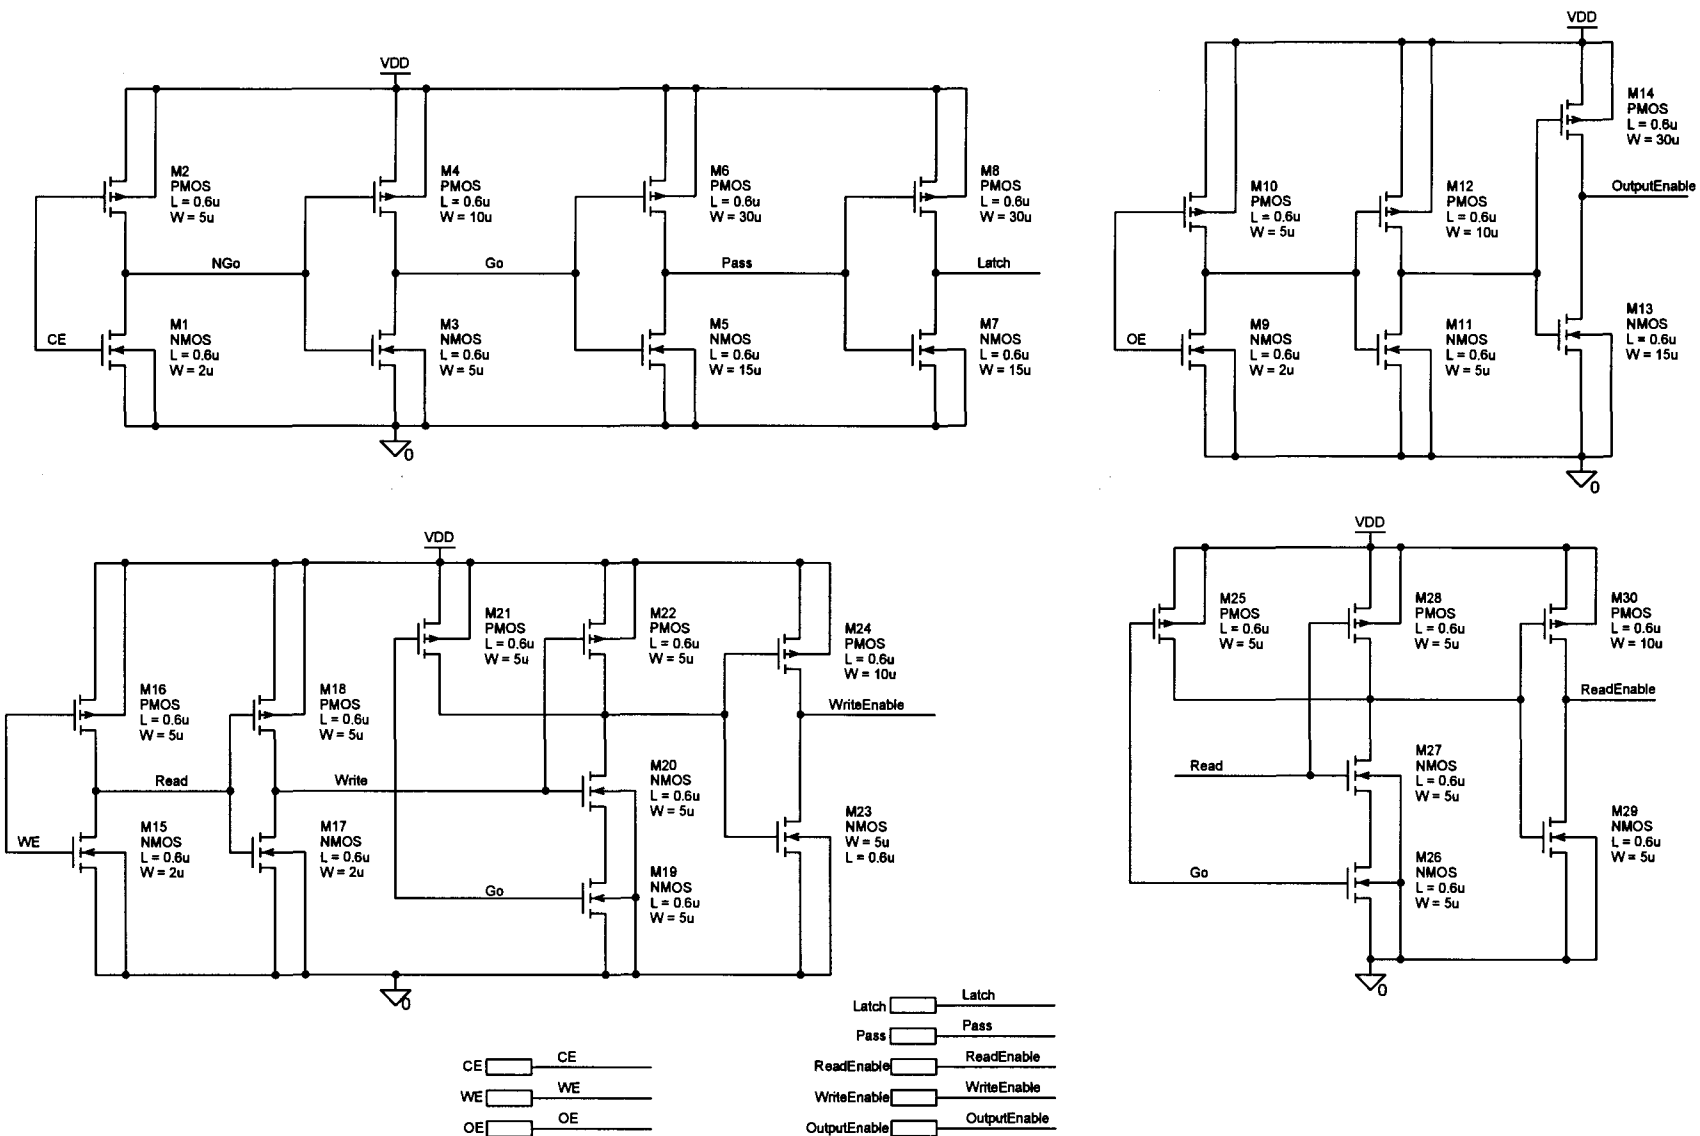 VDD
M2
PMOS
L = 0.6u
W = 5u
M4
PMOS
L = 0.6u
W = 10u
M6
PMOS
L = 0.6u
W = 30u
M8
PMOS
L = 0.6u
W = 30u
NGo
Go
Pass
Latch
CE
M1
NMOS
L = 0.6u
W = 2u
M3
NMOS
L = 0.6u
W = 5u
M5
NMOS
L = 0.6u
W = 15u
M7
NMOS
L = 0.6u
W = 15u
0
VDD
M14
PMOS
L = 0.6u
W = 30u
M10
PMOS
L = 0.6u
W = 5u
M12
PMOS
L = 0.6u
W = 10u
OutputEnable
OE
M9
NMOS
L = 0.6u
W = 2u
M11
NMOS
L = 0.6u
W = 5u
M13
NMOS
L = 0.6u
W = 15u
0
VDD
M21
PMOS
L = 0.6u
W = 5u
M22
PMOS
L = 0.6u
W = 5u
M24
PMOS
L = 0.6u
W = 10u
M16
PMOS
L = 0.6u
W = 5u
M18
PMOS
L = 0.6u
W = 5u
WriteEnable
Read
Write
M20
NMOS
L = 0.6u
W = 5u
WE
M15
NMOS
L = 0.6u
W = 2u
M17
NMOS
L = 0.6u
W = 2u
M23
NMOS
W = 5u
L = 0.6u
Go
M19
NMOS
L = 0.6u
W = 5u
0
VDD
M25
PMOS
L = 0.6u
W = 5u
M28
PMOS
L = 0.6u
W = 5u
M30
PMOS
L = 0.6u
W = 10u
ReadEnable
Read
M27
NMOS
L = 0.6u
W = 5u
M29
NMOS
L = 0.6u
W = 5u
Go
M26
NMOS
L = 0.6u
W = 5u
0
CE CE
WE WE
OE OE
Latch Latch
Pass Pass
ReadEnable ReadEnable
WriteEnable WriteEnable
OutputEnable OutputEnable